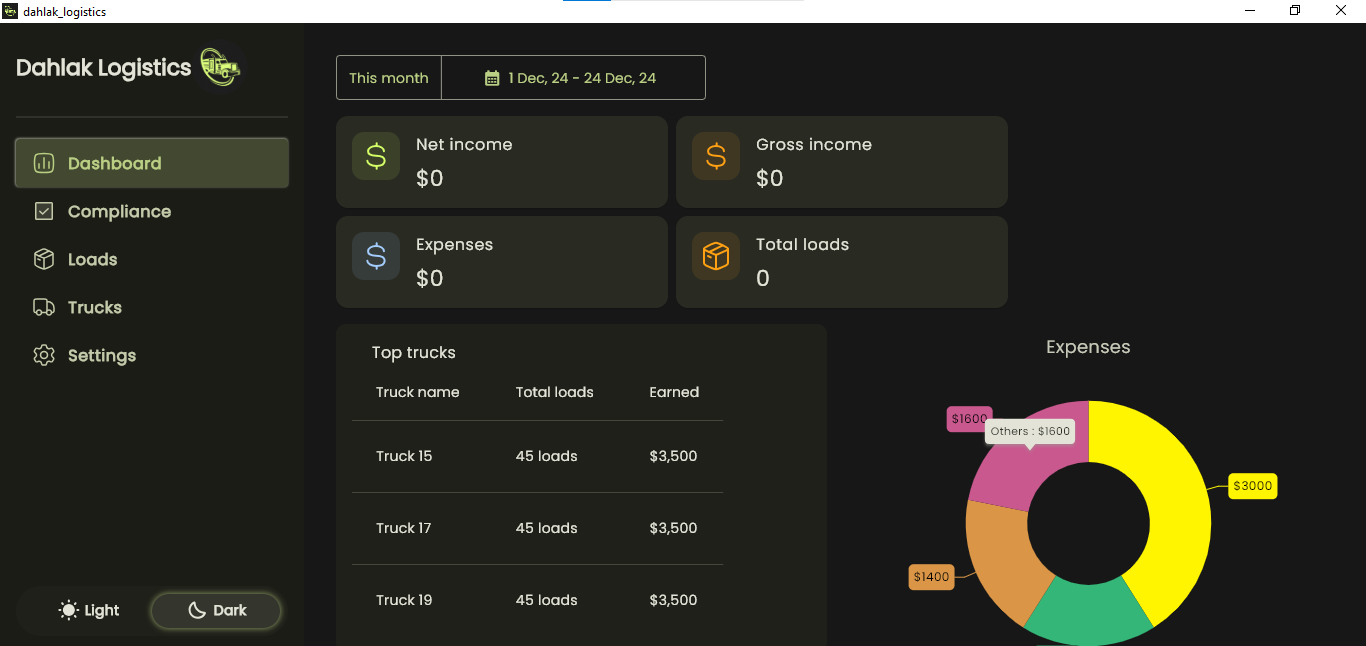 dahlak_logistics
Dahlak Logistics
Dashboard
Compliance
Loads
Trucks
Settings
Light
Dark
This month
1 Dec, 24 - 24 Dec, 24
Net income
$0
Gross income
$0
Expenses
$0
Total loads
0
Top trucks
Truck name Total loads Earned
Truck 15 45 loads $3,500
Truck 17 45 loads $3,500
Truck 19 45 loads $3,500
Expenses
$1600
Others : $1600
$3000
$1400